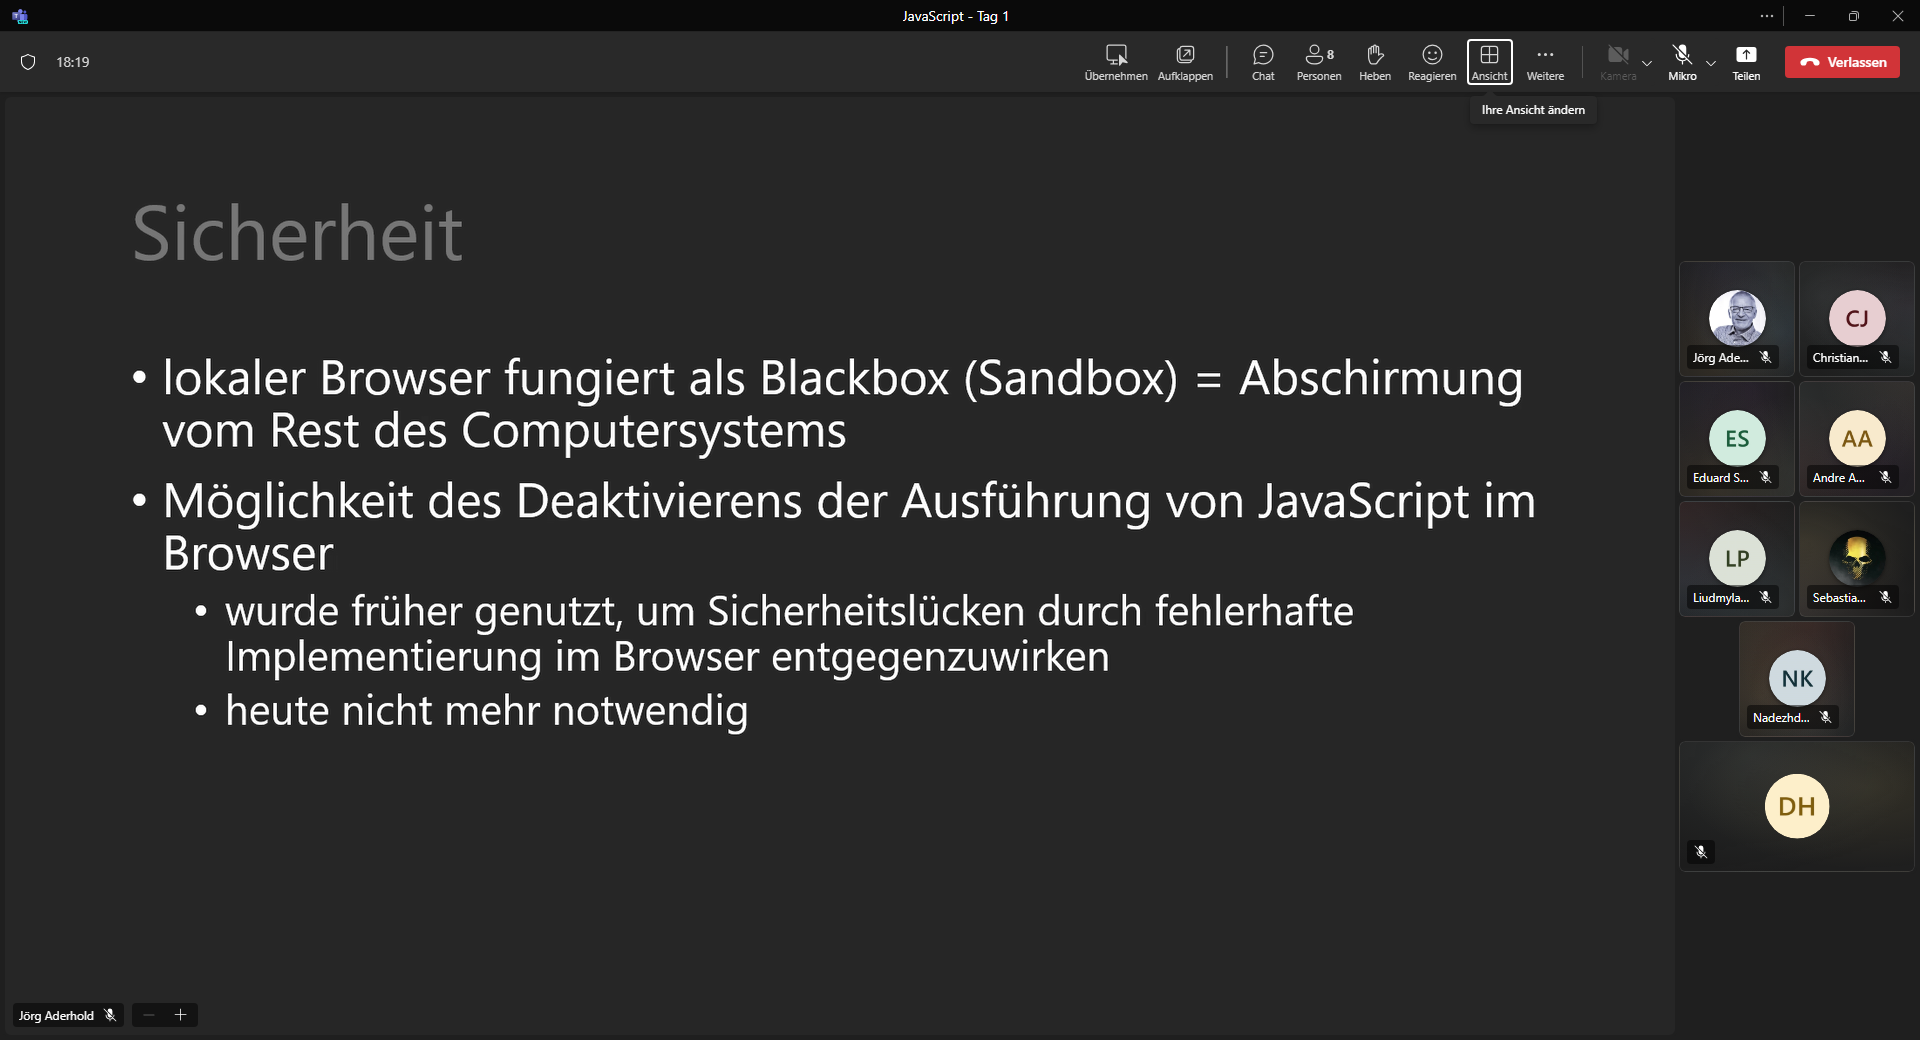 JavaScript - Tag 1
18:19
Übernehmen Aufklappen Chat Personen 8 Heben Reagieren Ansicht Weitere Kamera Mikro Teilen Verlassen
Ihre Ansicht ändern
Sicherheit
• lokaler Browser fungiert als Blackbox (Sandbox) = Abschirmung
vom Rest des Computersystems
• Möglichkeit des Deaktivierens der Ausführung von JavaScript im
Browser
• wurde früher genutzt, um Sicherheitslücken durch fehlerhafte
Implementierung im Browser entgegenzuwirken
• heute nicht mehr notwendig
CJ
Jörg Ade... Christian...
ES AA
Eduard S... Andre A...
LP
Liudmyla... Sebastia...
NK
Nadezhd...
DH
Jörg Aderhold